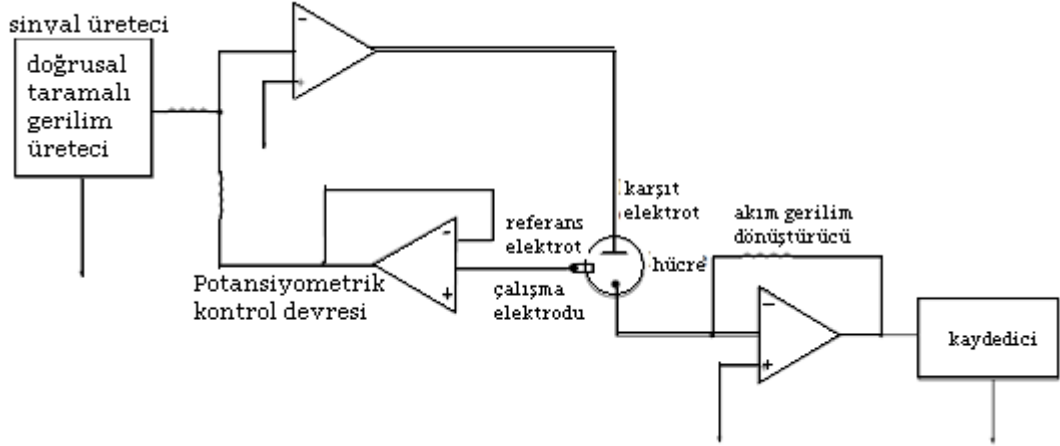 sinyal üreteci
doğrusal
taramalı
gerilim
üreteci
karşıt
elektrot
referans
elektrot
akım gerilim
dönüştürücü
hücre
çalışma
elektrodu
Potansiyometrik
kontrol devresi
kaydedici